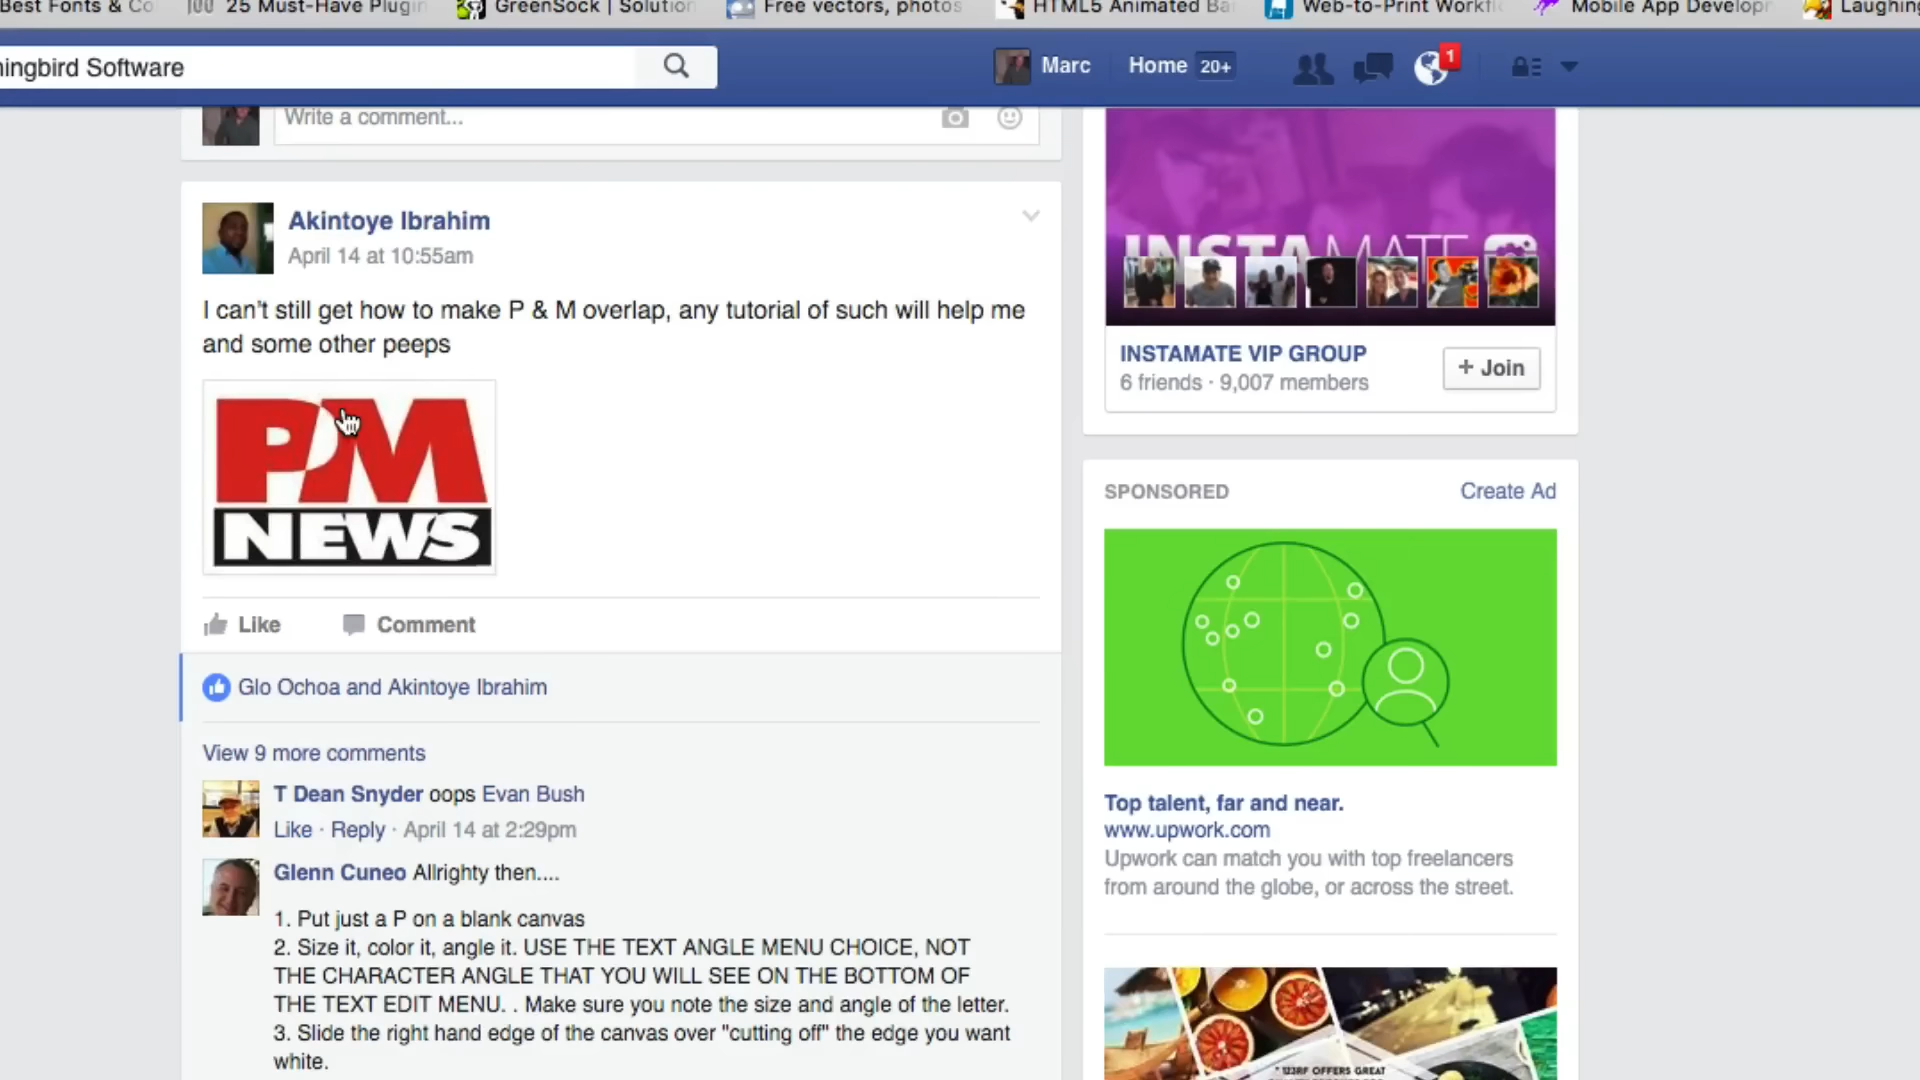 Best Fonts & Co
25 Must-Have Plugin
GreenSock | Solution
Free vectors, photos
HTML5 Animated Ba
Web-to-Print Workfl
Mobile App Develop
Laughing
ingbird Software
Marc
Home 20+
1
Write a comment...
Akintoye Ibrahim
April 14 at 10:55am
I can't still get how to make P & M overlap, any tutorial of such will help me
and some other peeps
PM
NEWS
Like
Comment
Glo Ochoa and Akintoye Ibrahim
View 9 more comments
T Dean Snyder oops Evan Bush
Like · Reply · April 14 at 2:29pm
Glenn Cuneo Allrighty then....
1. Put just a P on a blank canvas
2. Size it, color it, angle it. USE THE TEXT ANGLE MENU CHOICE, NOT
THE CHARACTER ANGLE THAT YOU WILL SEE ON THE BOTTOM OF
THE TEXT EDIT MENU. . Make sure you note the size and angle of the letter.
3. Slide the right hand edge of the canvas over "cutting off" the edge you want
white.
INSTAMATE
INSTAMATE VIP GROUP
6 friends · 9,007 members
+ Join
SPONSORED
Create Ad
Top talent, far and near.
www.upwork.com
Upwork can match you with top freelancers
from around the globe, or across the street.
* 123RF OFFERS GREAT